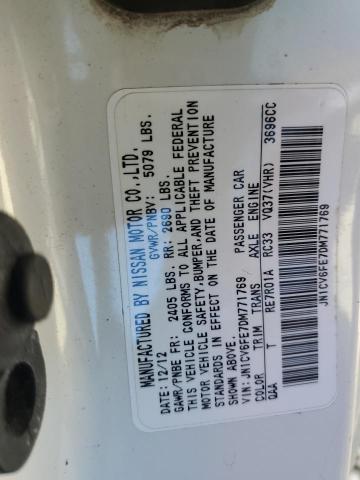 MANUFACTURED BY NISSAN MOTOR CO.,LTD.
DATE: 12/12 GVWR/PNBV: 5079 LBS.
GAWR/PNBE FR: 2405 LBS. RR: 2690 LBS.
THIS VEHICLE CONFORMS TO ALL APPLICABLE FEDERAL
MOTOR VEHICLE SAFETY,BUMPER,AND THEFT PREVENTION
STANDARDS IN EFFECT ON THE DATE OF MANUFACTURE
SHOWN ABOVE.
VIN: JN1CV6FE7DM771769 PASSENGER CAR
COLOR TRIM TRANS AXLE ENGINE
QAA T RE7R01A RC33 VQ37(VHR) 3696CC
JN1CV6FE7DM771769